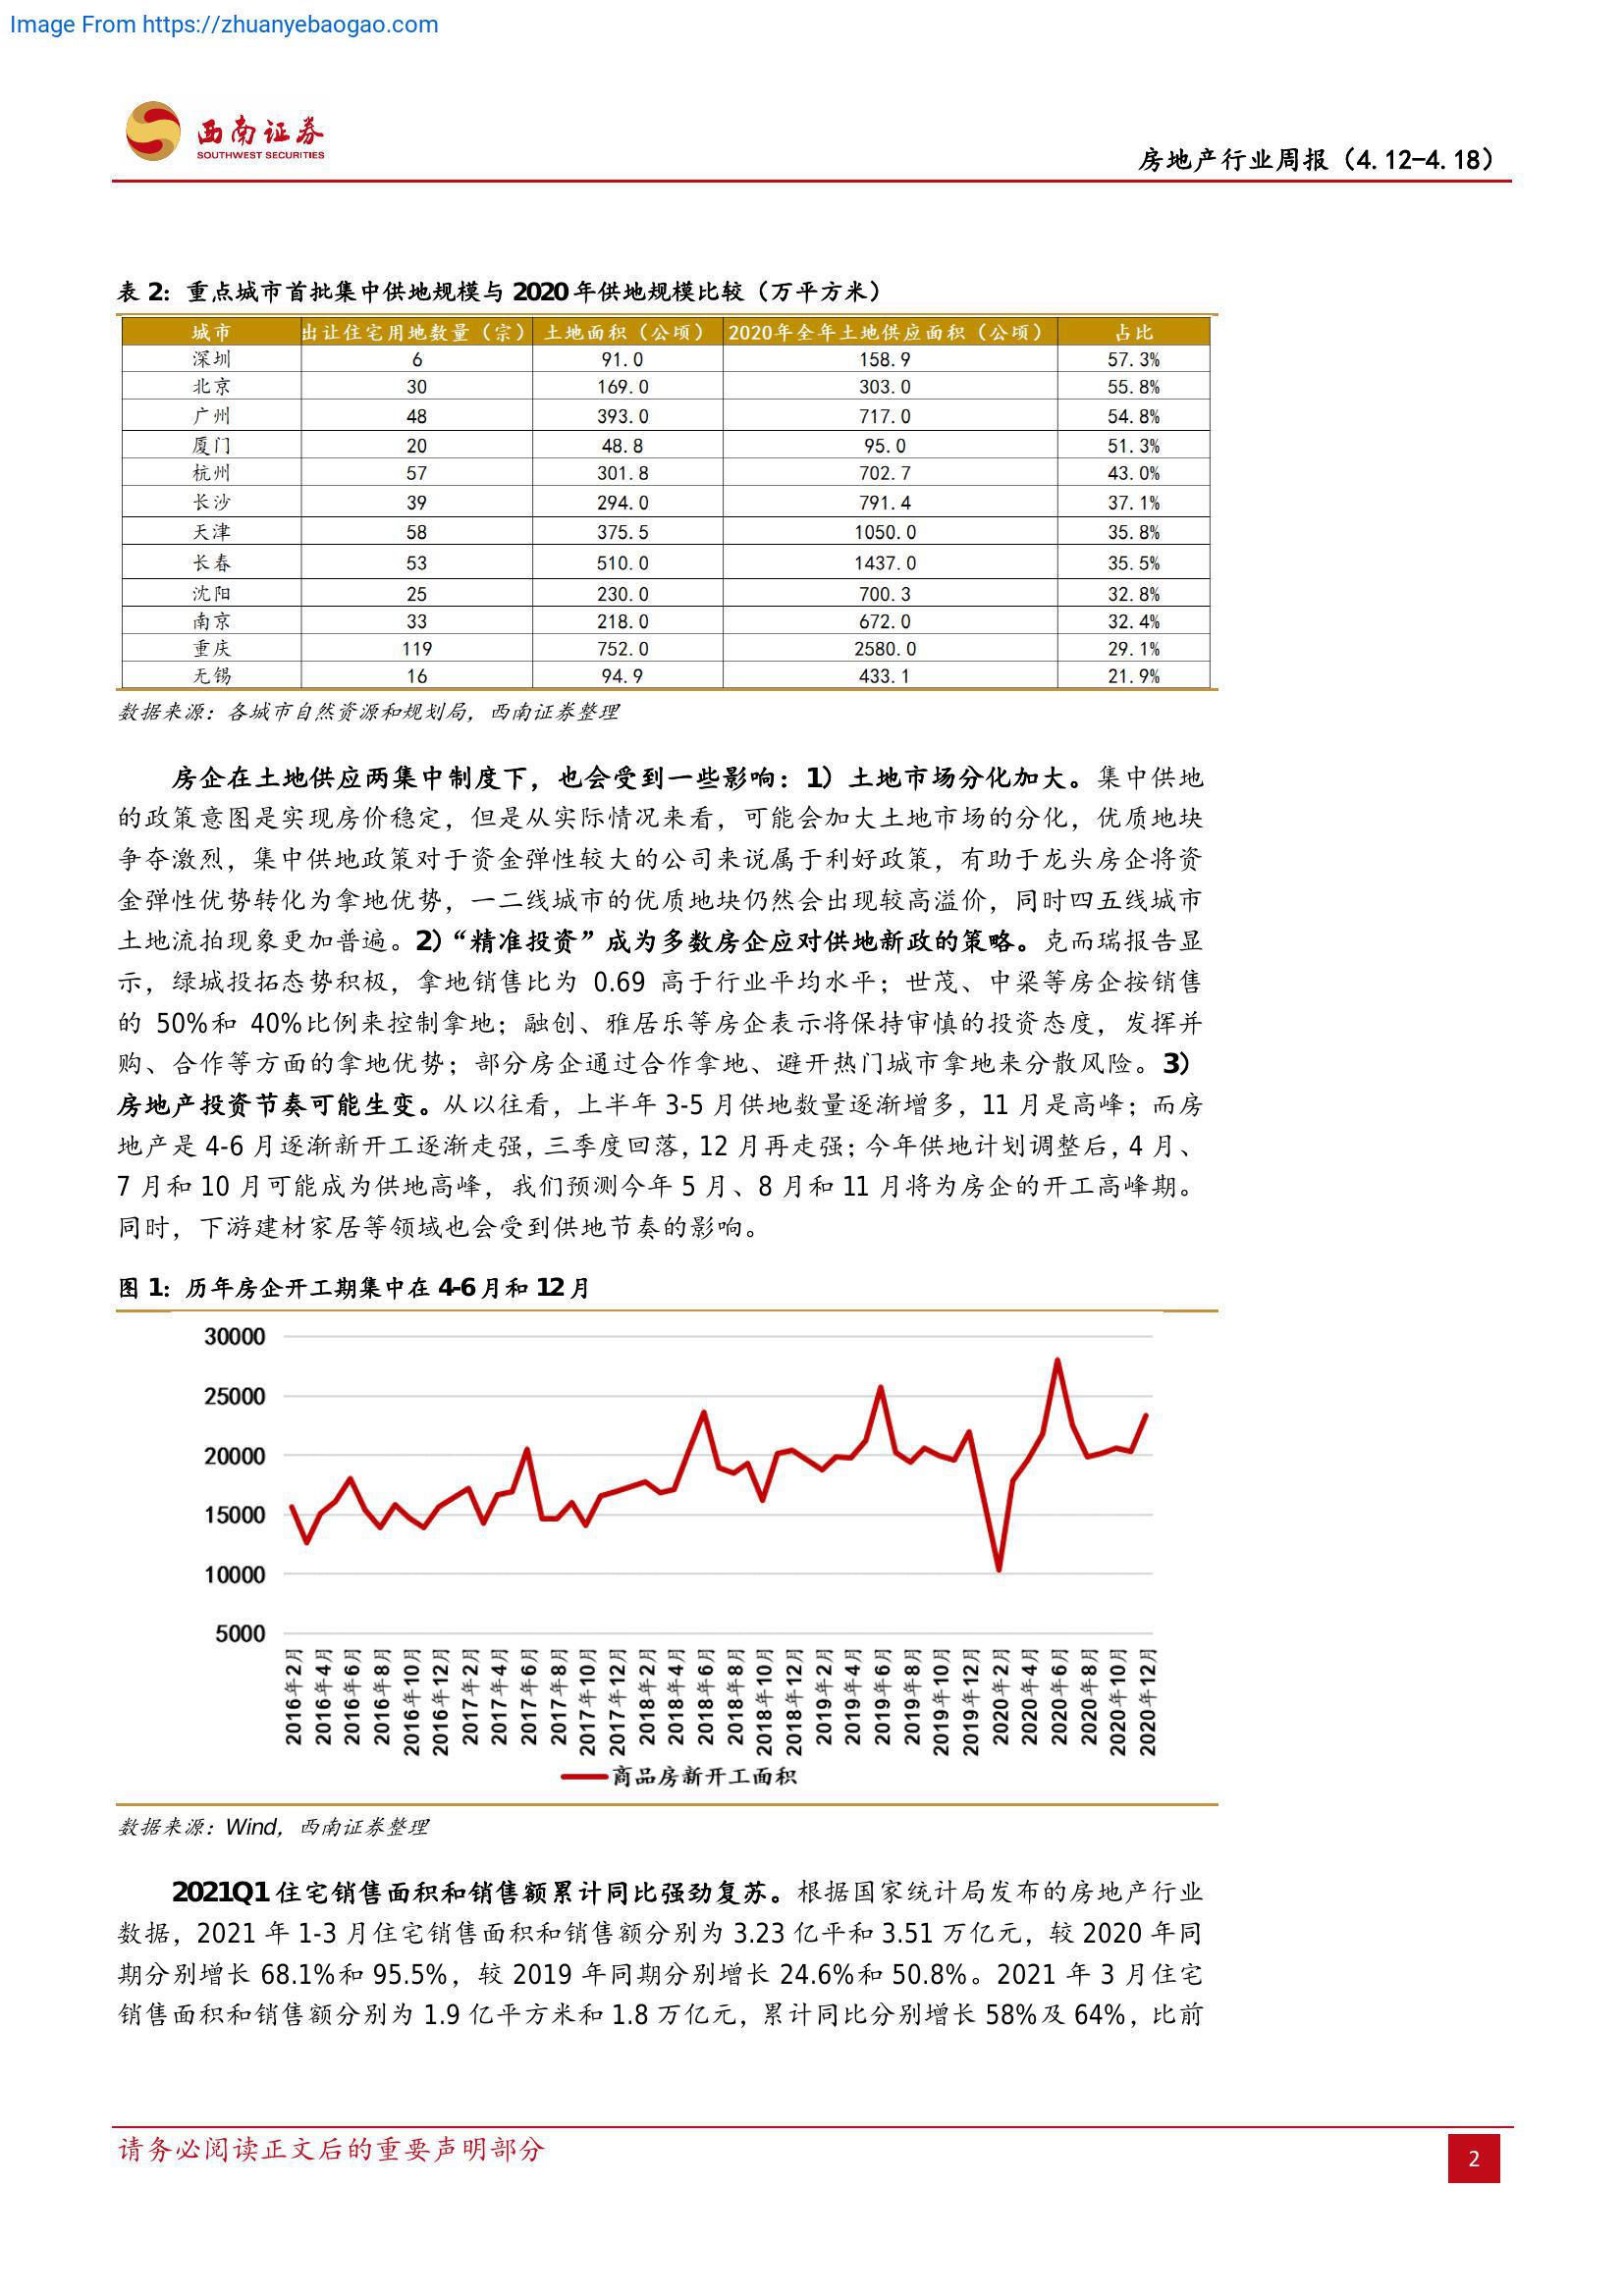 Image From https://zhuanyebaogao.com
西南证券
SOUTHWEST SECURITIES
房地产行业周报（4.12-4.18）
表 2：重点城市首批集中供地规模与 2020 年供地规模比较（万平方米）
城市 出让住宅用地数量（宗） 土地面积（公顷） 2020年全年土地供应面积（公顷） 占比
深圳 6 91.0 158.9 57.3%
北京 30 169.0 303.0 55.8%
广州 48 393.0 717.0 54.8%
厦门 20 48.8 95.0 51.3%
杭州 57 301.8 702.7 43.0%
长沙 39 294.0 791.4 37.1%
天津 58 375.5 1050.0 35.8%
长春 53 510.0 1437.0 35.5%
沈阳 25 230.0 700.3 32.8%
南京 33 218.0 672.0 32.4%
重庆 119 752.0 2580.0 29.1%
无锡 16 94.9 433.1 21.9%
数据来源：各城市自然资源和规划局，西南证券整理
房企在土地供应两集中制度下，也会受到一些影响：1）土地市场分化加大。集中供地
的政策意图是实现房价稳定，但是从实际情况来看，可能会加大土地市场的分化，优质地块
争夺激烈，集中供地政策对于资金弹性较大的公司来说属于利好政策，有助于龙头房企将资
金弹性优势转化为拿地优势，一二线城市的优质地块仍然会出现较高溢价，同时四五线城市
土地流拍现象更加普遍。2）“精准投资”成为多数房企应对供地新政的策略。克而瑞报告显
示，绿城投拓态势积极，拿地销售比为 0.69 高于行业平均水平；世茂、中梁等房企按销售
的 50%和 40%比例来控制拿地；融创、雅居乐等房企表示将保持审慎的投资态度，发挥并
购、合作等方面的拿地优势；部分房企通过合作拿地、避开热门城市拿地来分散风险。3）
房地产投资节奏可能生变。从以往看，上半年 3-5 月供地数量逐渐增多，11 月是高峰；而房
地产是 4-6 月逐渐新开工逐渐走强，三季度回落，12 月再走强；今年供地计划调整后，4 月、
7 月和 10 月可能成为供地高峰，我们预测今年 5 月、8 月和 11 月将为房企的开工高峰期。
同时，下游建材家居等领域也会受到供地节奏的影响。
图 1：历年房企开工期集中在 4-6 月和 12 月
30000
25000
20000
15000
10000
5000
2016年2月
2016年4月
2016年6月
2016年8月
2016年10月
2016年12月
2017年2月
2017年4月
2017年6月
2017年8月
2017年10月
2017年12月
2018年2月
2018年4月
2018年6月
2018年8月
2018年10月
2018年12月
2019年2月
2019年4月
2019年6月
2019年8月
2019年10月
2019年12月
2020年2月
2020年4月
2020年6月
2020年8月
2020年10月
2020年12月
商品房新开工面积
数据来源：Wind，西南证券整理
2021Q1 住宅销售面积和销售额累计同比强劲复苏。根据国家统计局发布的房地产行业
数据，2021 年 1-3 月住宅销售面积和销售额分别为 3.23 亿平和 3.51 万亿元，较 2020 年同
期分别增长 68.1%和 95.5%，较 2019 年同期分别增长 24.6%和 50.8%。2021 年 3 月住宅
销售面积和销售额分别为 1.9 亿平方米和 1.8 万亿元，累计同比分别增长 58%及 64%，比前
请务必阅读正文后的重要声明部分
2